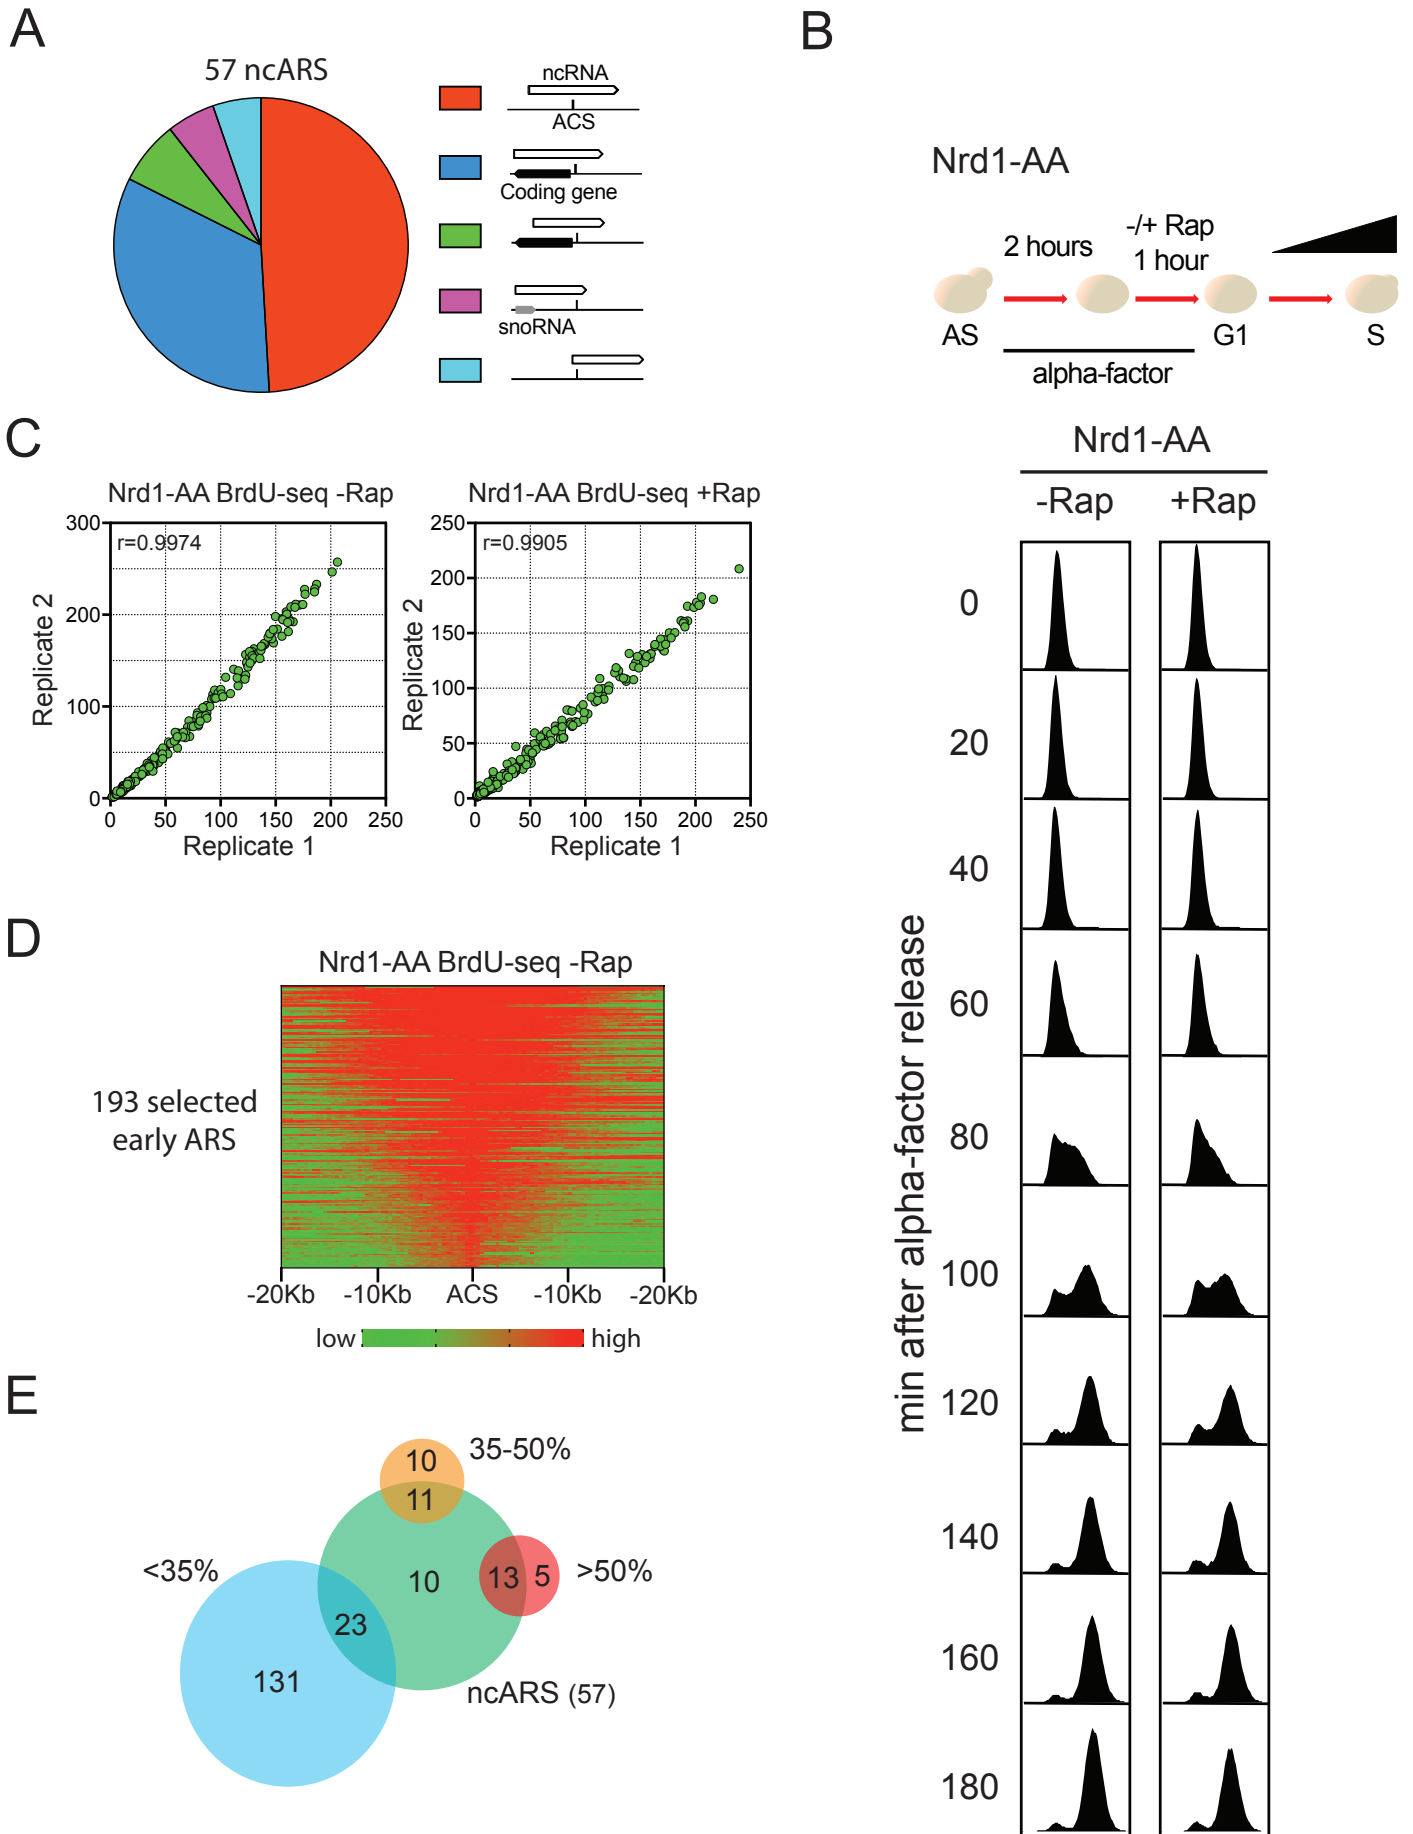 A
57 ncARS
ncRNA
ACS
Coding gene
snoRNA
B
Nrd1-AA
2 hours
-/+ Rap
1 hour
AS
G1
S
alpha-factor
Nrd1-AA
-Rap
+Rap
min after alpha-factor release
0
20
40
60
80
100
120
140
160
180
C
Nrd1-AA BrdU-seq -Rap
r=0.9974
Replicate 2
300
200
100
0
0 50 100 150 200 250
Replicate 1
Nrd1-AA BrdU-seq +Rap
r=0.9905
Replicate 2
250
200
150
100
50
0
0 50 100 150 200 250
Replicate 1
D
Nrd1-AA BrdU-seq -Rap
193 selected
early ARS
-20Kb -10Kb ACS -10Kb -20Kb
low high
E
10 35-50%
11
<35%
10
13 5 >50%
23
131
ncARS (57)